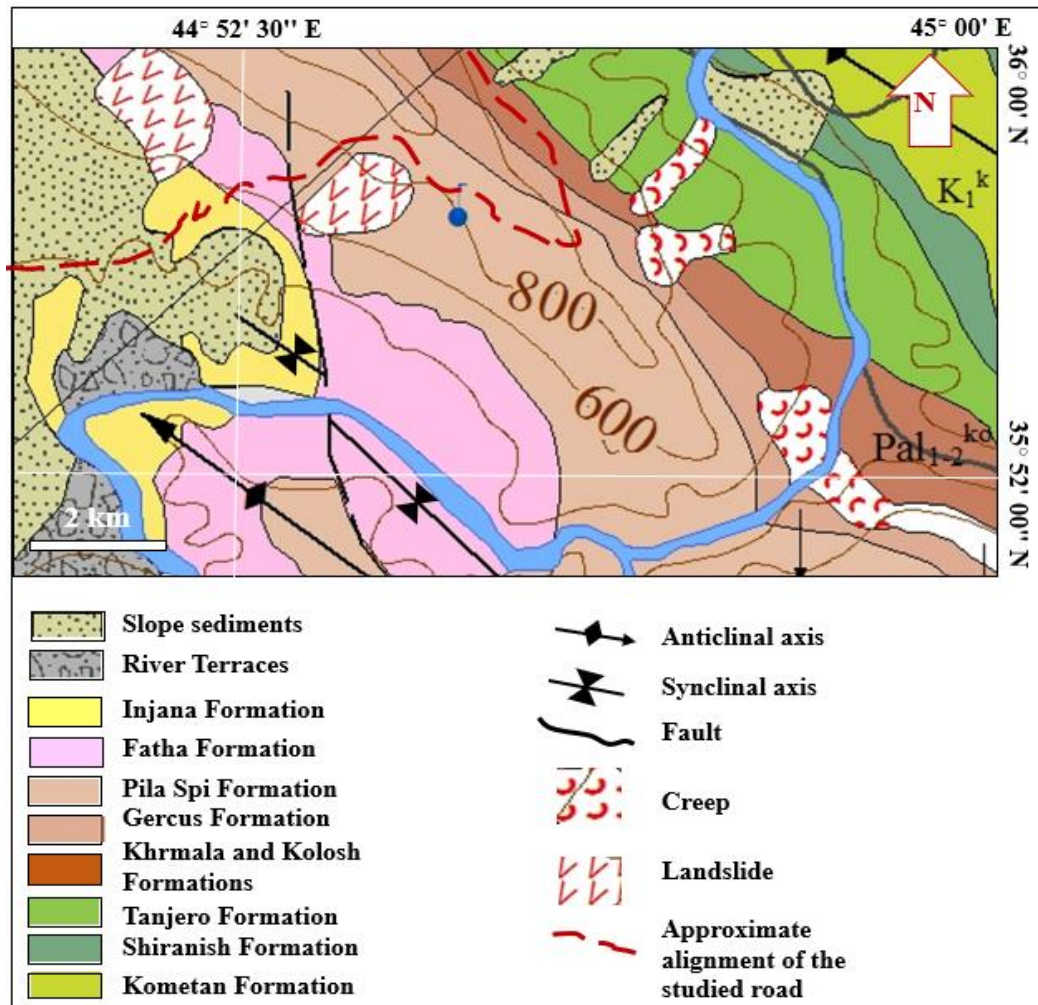 44° 52' 30" E
45° 00' E
36° 00' N
N
K₁ᵏ
800
600
Pal₁₋₂ᵏᵒ
35° 52' 00" N
2 km
Slope sediments
River Terraces
Injana Formation
Fatha Formation
Pila Spi Formation
Gercus Formation
Khrmala and Kolosh
Formations
Tanjero Formation
Shiranish Formation
Kometan Formation
Anticlinal axis
Synclinal axis
Fault
Creep
Landslide
Approximate
alignment of the
studied road